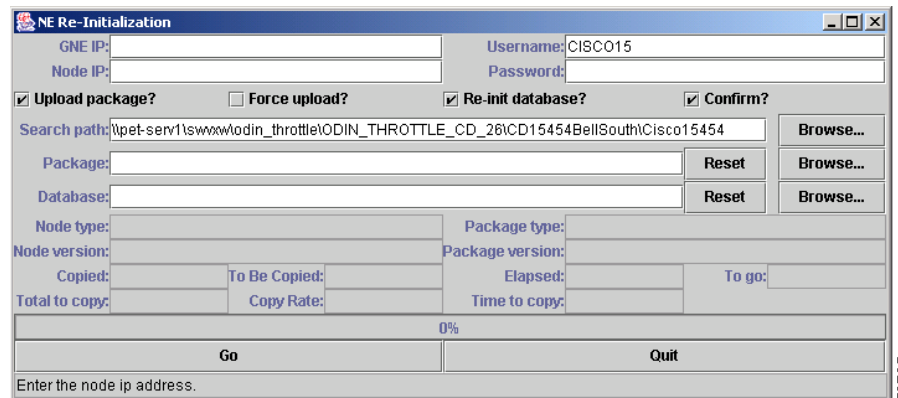 NE Re-Initialization
GNE IP: Username: CISCO15
Node IP: Password:
Upload package? Force upload? Re-init database? Confirm?
Search path: \\pet-serv1\swxw\odin_throttle\ODIN_THROTTLE_CD_26\CD15454BellSouth\Cisco15454 Browse...
Package: Reset Browse...
Database: Reset Browse...
Node type: Package type:
Node version: Package version:
Copied: To Be Copied: Elapsed: To go:
Total to copy: Copy Rate: Time to copy:
0%
Go Quit
Enter the node ip address.